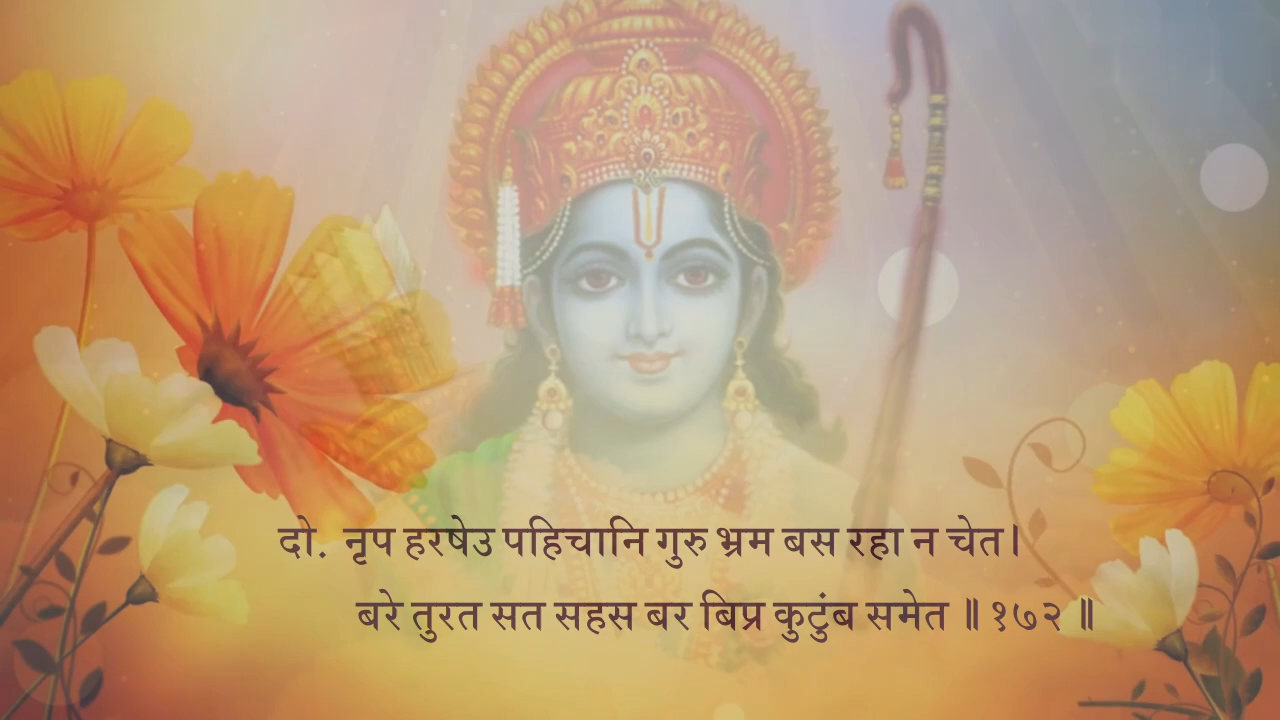 दो. नृप हरषेउ पहिचानि गुरु भ्रम बस रहा न चेत।
बरे तुरत सत सहस बर बिप्र कुटुंब समेत ॥ १७२ ॥